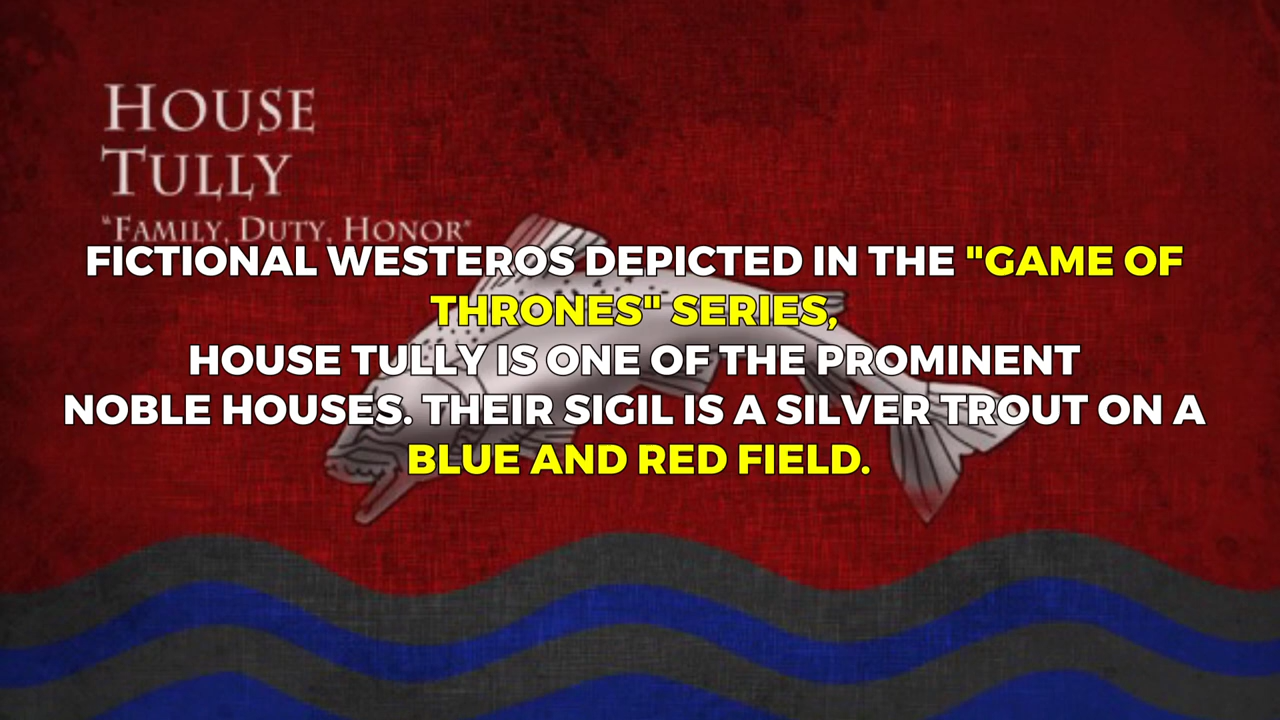 HOUSE
TULLY
"FAMILY, DUTY, HONOR"
FICTIONAL WESTEROS DEPICTED IN THE "GAME OF
THRONES" SERIES,
HOUSE TULLY IS ONE OF THE PROMINENT
NOBLE HOUSES. THEIR SIGIL IS A SILVER TROUT ON A
BLUE AND RED FIELD.